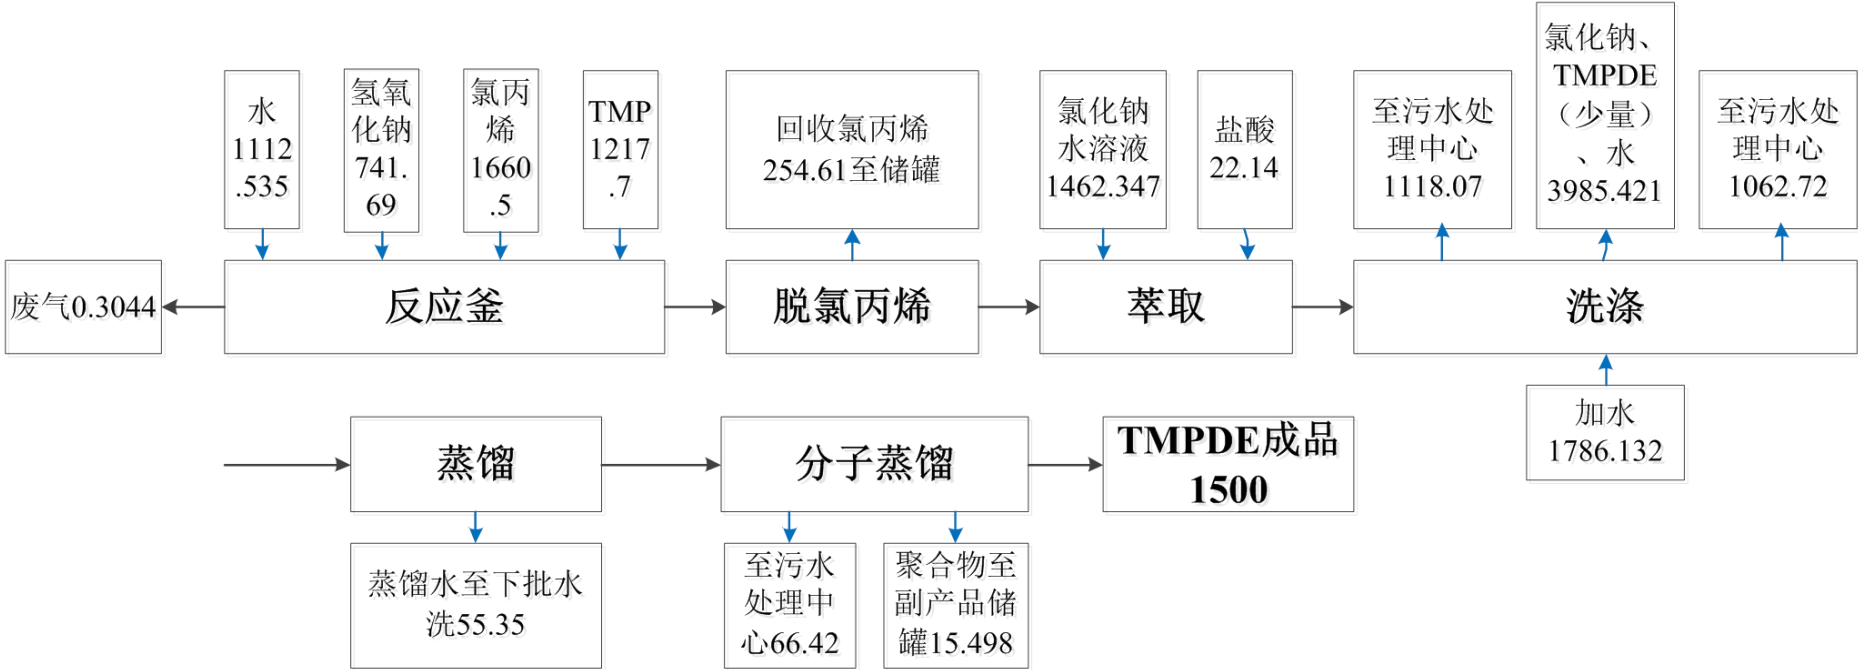 水
1112
.535
氢氧
化钠
741.
69
氯丙
烯
1660
.5
TMP
1217
.7
回收氯丙烯
254.61至储罐
氯化钠
水溶液
1462.347
盐酸
22.14
至污水处
理中心
1118.07
氯化钠、
TMPDE
（少量）
、水
3985.421
至污水处
理中心
1062.72
废气0.3044
反应釜
脱氯丙烯
萃取
洗涤
加水
1786.132
蒸馏
分子蒸馏
TMPDE成品
1500
蒸馏水至下批水
洗55.35
至污水
处理中
心66.42
聚合物至
副产品储
罐15.498